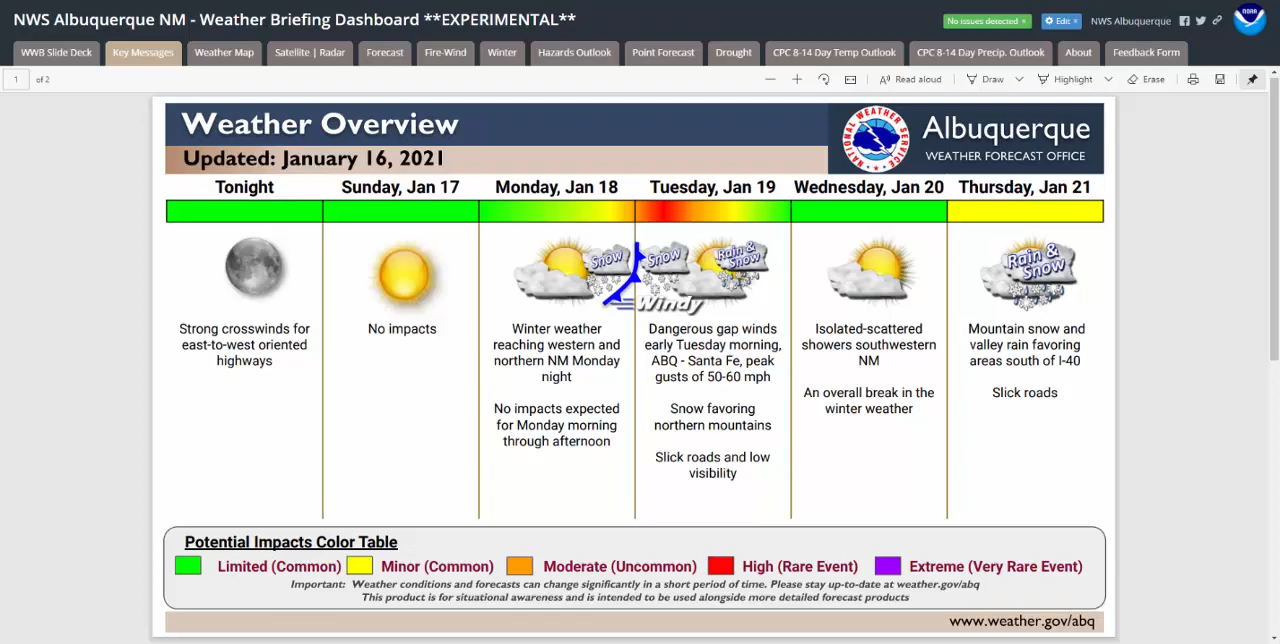 NWS Albuquerque NM - Weather Briefing Dashboard **EXPERIMENTAL**
No issues detected ×
Edit ×
NWS Albuquerque
NOAA
WWB Slide Deck
Key Messages
Weather Map
Satellite | Radar
Forecast
Fire-Wind
Winter
Hazards Outlook
Point Forecast
Drought
CPC 8-14 Day Temp Outlook
CPC 8-14 Day Precip. Outlook
About
Feedback Form
1 of 2
Read aloud
Draw
Highlight
Erase
Weather Overview
Updated: January 16, 2021
NATIONAL WEATHER SERVICE
Albuquerque
WEATHER FORECAST OFFICE
Tonight
Strong crosswinds for
east-to-west oriented
highways
Sunday, Jan 17
No impacts
Monday, Jan 18
Snow
Winter weather
reaching western and
northern NM Monday
night
No impacts expected
for Monday morning
through afternoon
Tuesday, Jan 19
Snow
Rain &
Snow
Windy
Dangerous gap winds
early Tuesday morning,
ABQ - Santa Fe, peak
gusts of 50-60 mph
Snow favoring
northern mountains
Slick roads and low
visibility
Wednesday, Jan 20
Isolated-scattered
showers southwestern
NM
An overall break in the
winter weather
Thursday, Jan 21
Rain &
Snow
Mountain snow and
valley rain favoring
areas south of I-40
Slick roads
Potential Impacts Color Table
Limited (Common)
Minor (Common)
Moderate (Uncommon)
High (Rare Event)
Extreme (Very Rare Event)
Important: Weather conditions and forecasts can change significantly in a short period of time. Please stay up-to-date at weather.gov/abq
This product is for situational awareness and is intended to be used alongside more detailed forecast products
www.weather.gov/abq